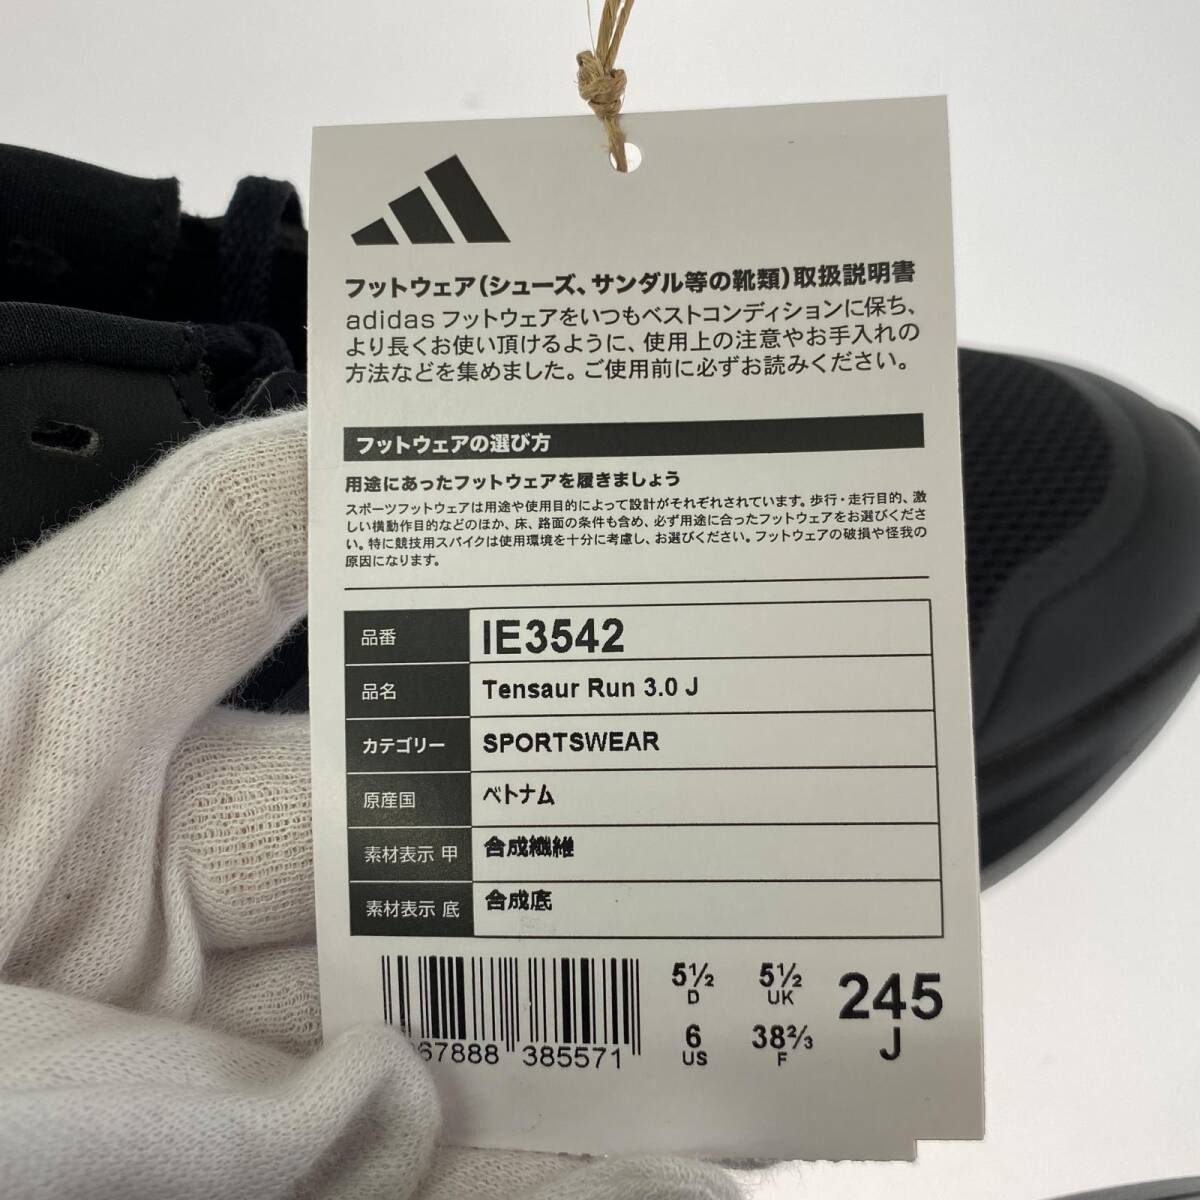 フットウェア(シューズ、サンダル等の靴類)取扱説明書
adidas フットウェアをいつもベストコンディションに保ち、
より長くお使い頂けるように、使用上の注意やお手入れの
方法などを集めました。ご使用前に必ずお読みください。
フットウェアの選び方
用途にあったフットウェアを履きましょう
スポーツフットウェアは用途や使用目的によって設計がそれぞれされています。歩行・走行目的、激
しい横動作目的などのほか、床、路面の条件も含め、必ず用途に合ったフットウェアをお選びくださ
い。特に競技用スパイクは使用環境を十分に考慮し、お選びください。フットウェアの破損や怪我の
原因になります。
品番 IE3542
品名 Tensaur Run 3.0 J
カテゴリー SPORTSWEAR
原産国 ベトナム
素材表示 甲 合成繊維
素材表示 底 合成底
5½ 5½ 245
D UK
6 38⅔ J
US F
67888 385571